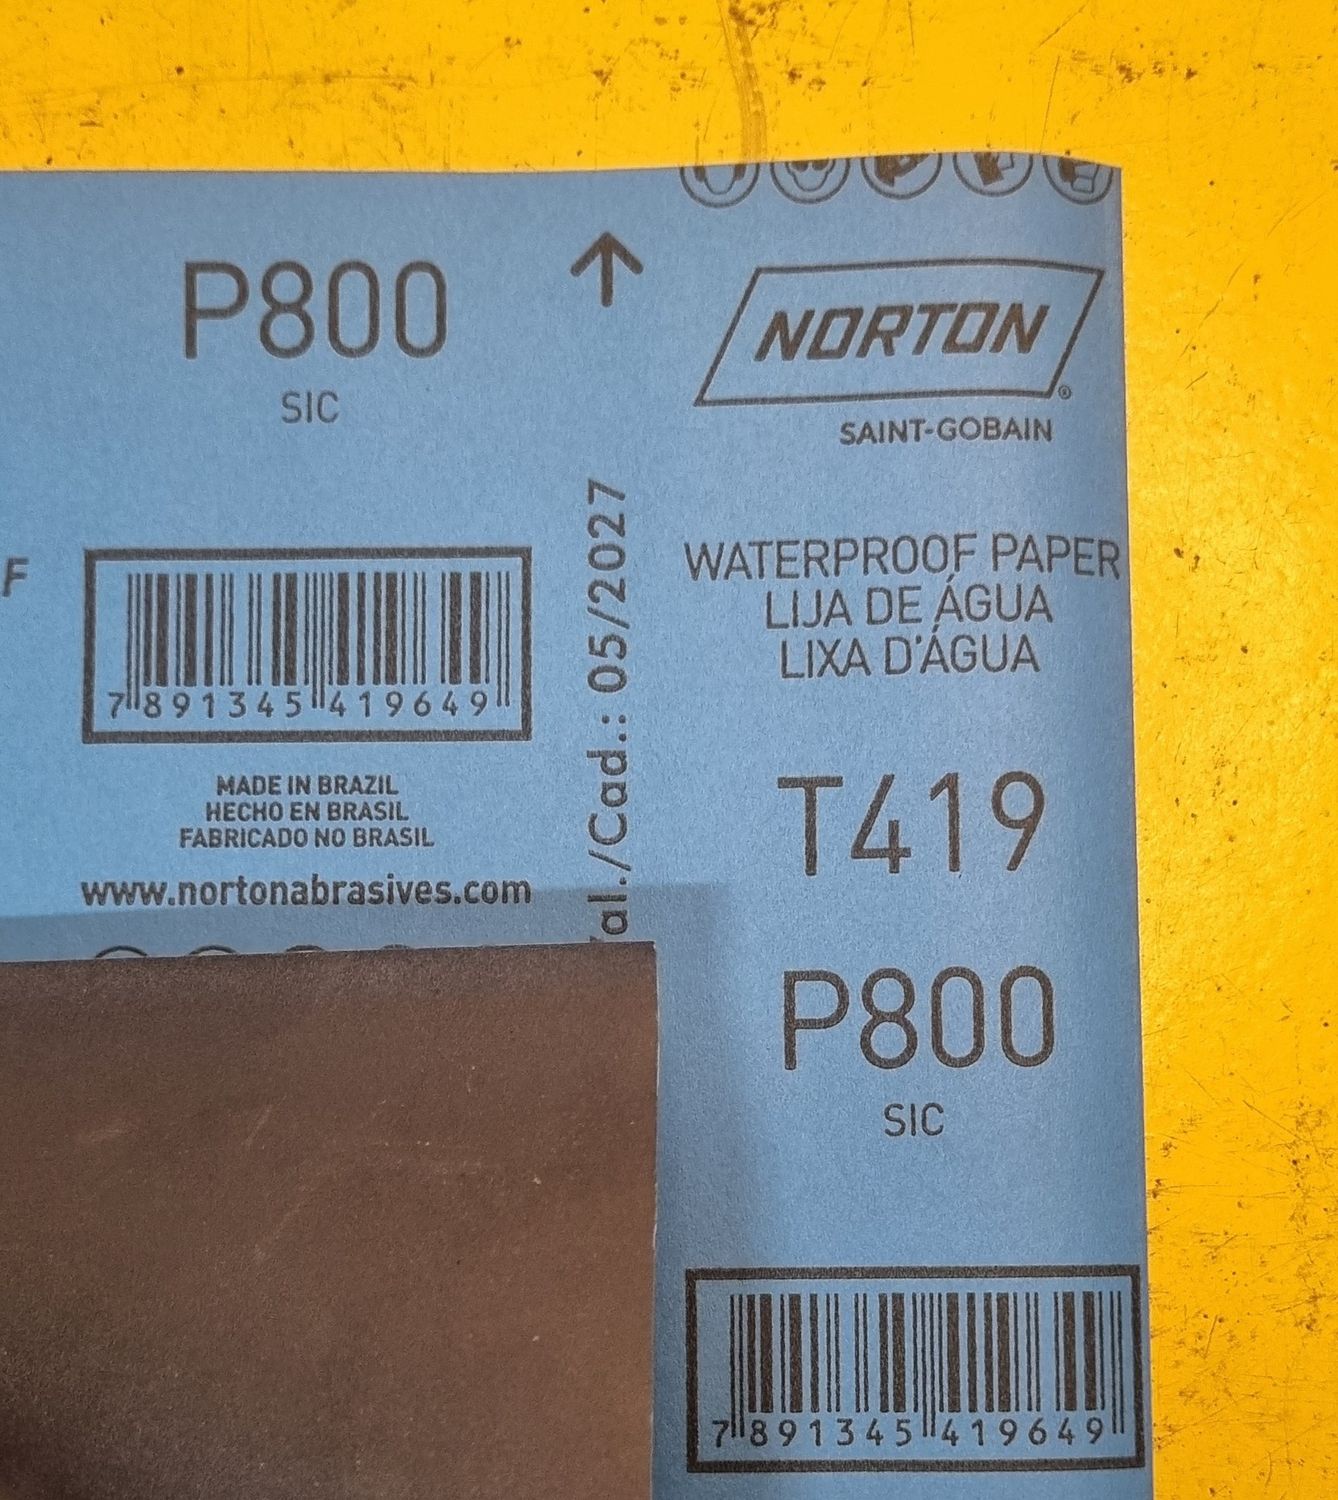 P800
SIC
F
7 891345 419649
MADE IN BRAZIL
HECHO EN BRASIL
FABRICADO NO BRASIL
www.nortonabrasives.com
al./Cad.: 05/2027
NORTON®
SAINT-GOBAIN
WATERPROOF PAPER
LIJA DE ÁGUA
LIXA D'ÁGUA
T419
P800
SIC
7 891345 419649